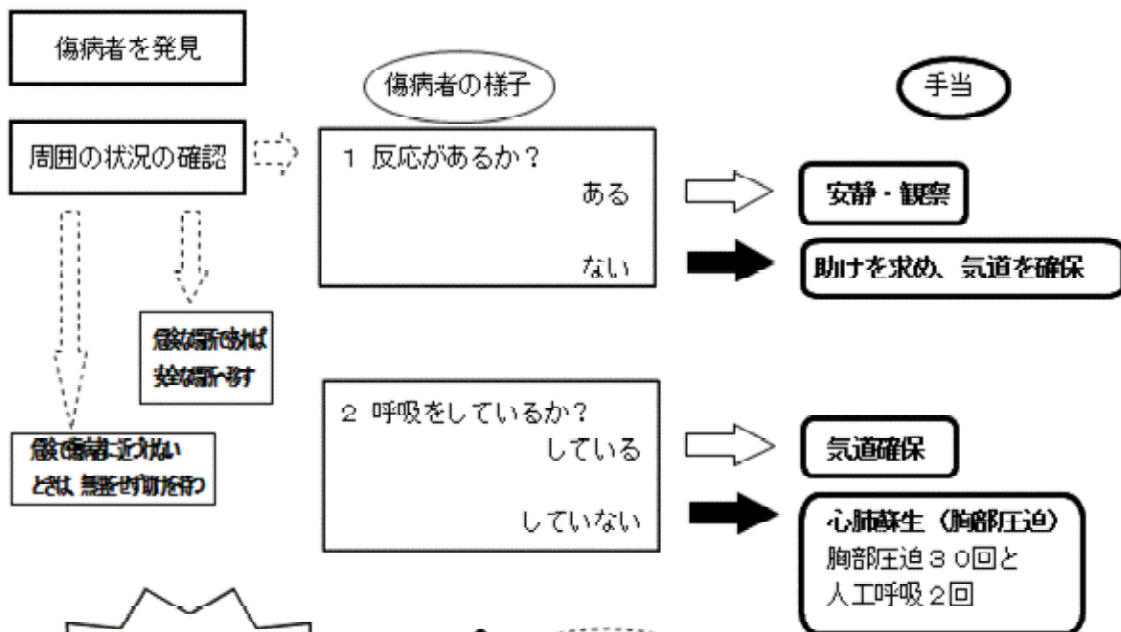 傷病者を発見
傷病者の様子
手当
周囲の状況の確認
1 反応があるか?
ある
ない
安静・観察
助けを求め、気道を確保
危険な場所であれば
安全な場所へ移す
危険で傷病者に近づけない
ときは、無理をせず助けを待つ
2 呼吸をしているか?
している
していない
気道確保
心肺蘇生(胸部圧迫)
胸部圧迫30回と
人工呼吸2回